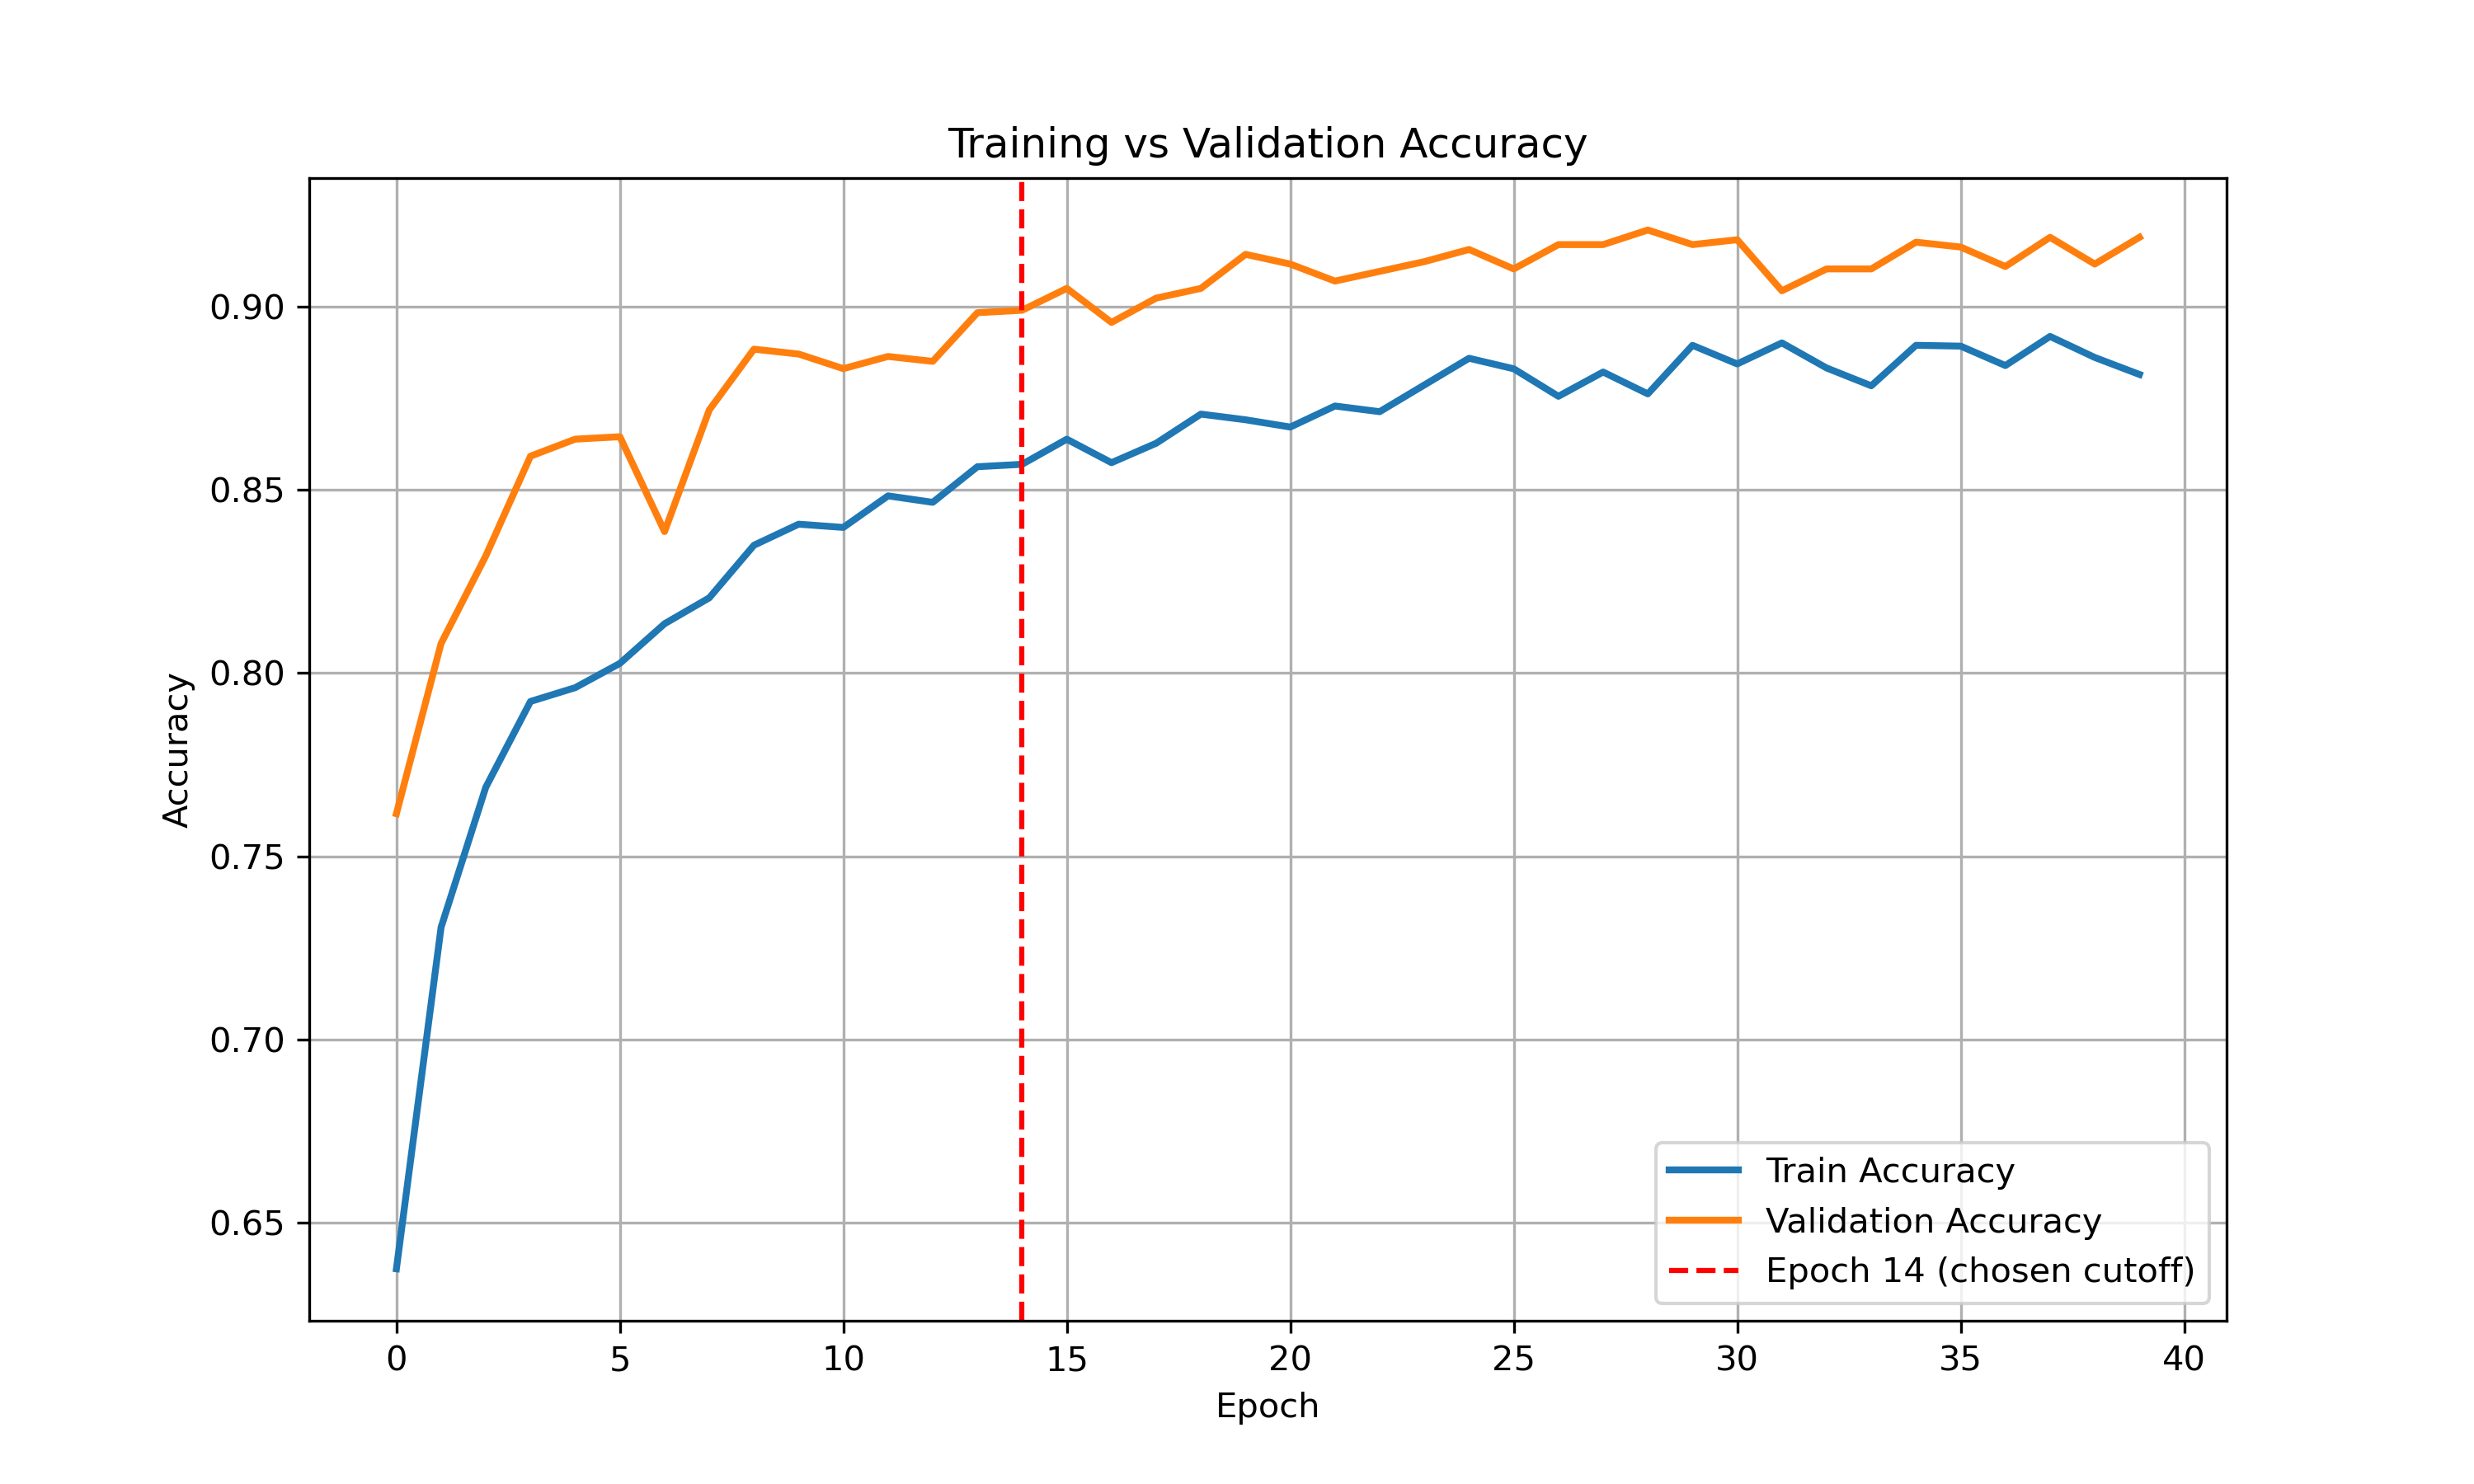 Training vs Validation Accuracy
Accuracy
0.90
0.85
0.80
0.75
0.70
0.65
Train Accuracy
Validation Accuracy
Epoch 14 (chosen cutoff)
0 5 10 15 20 25 30 35 40
Epoch